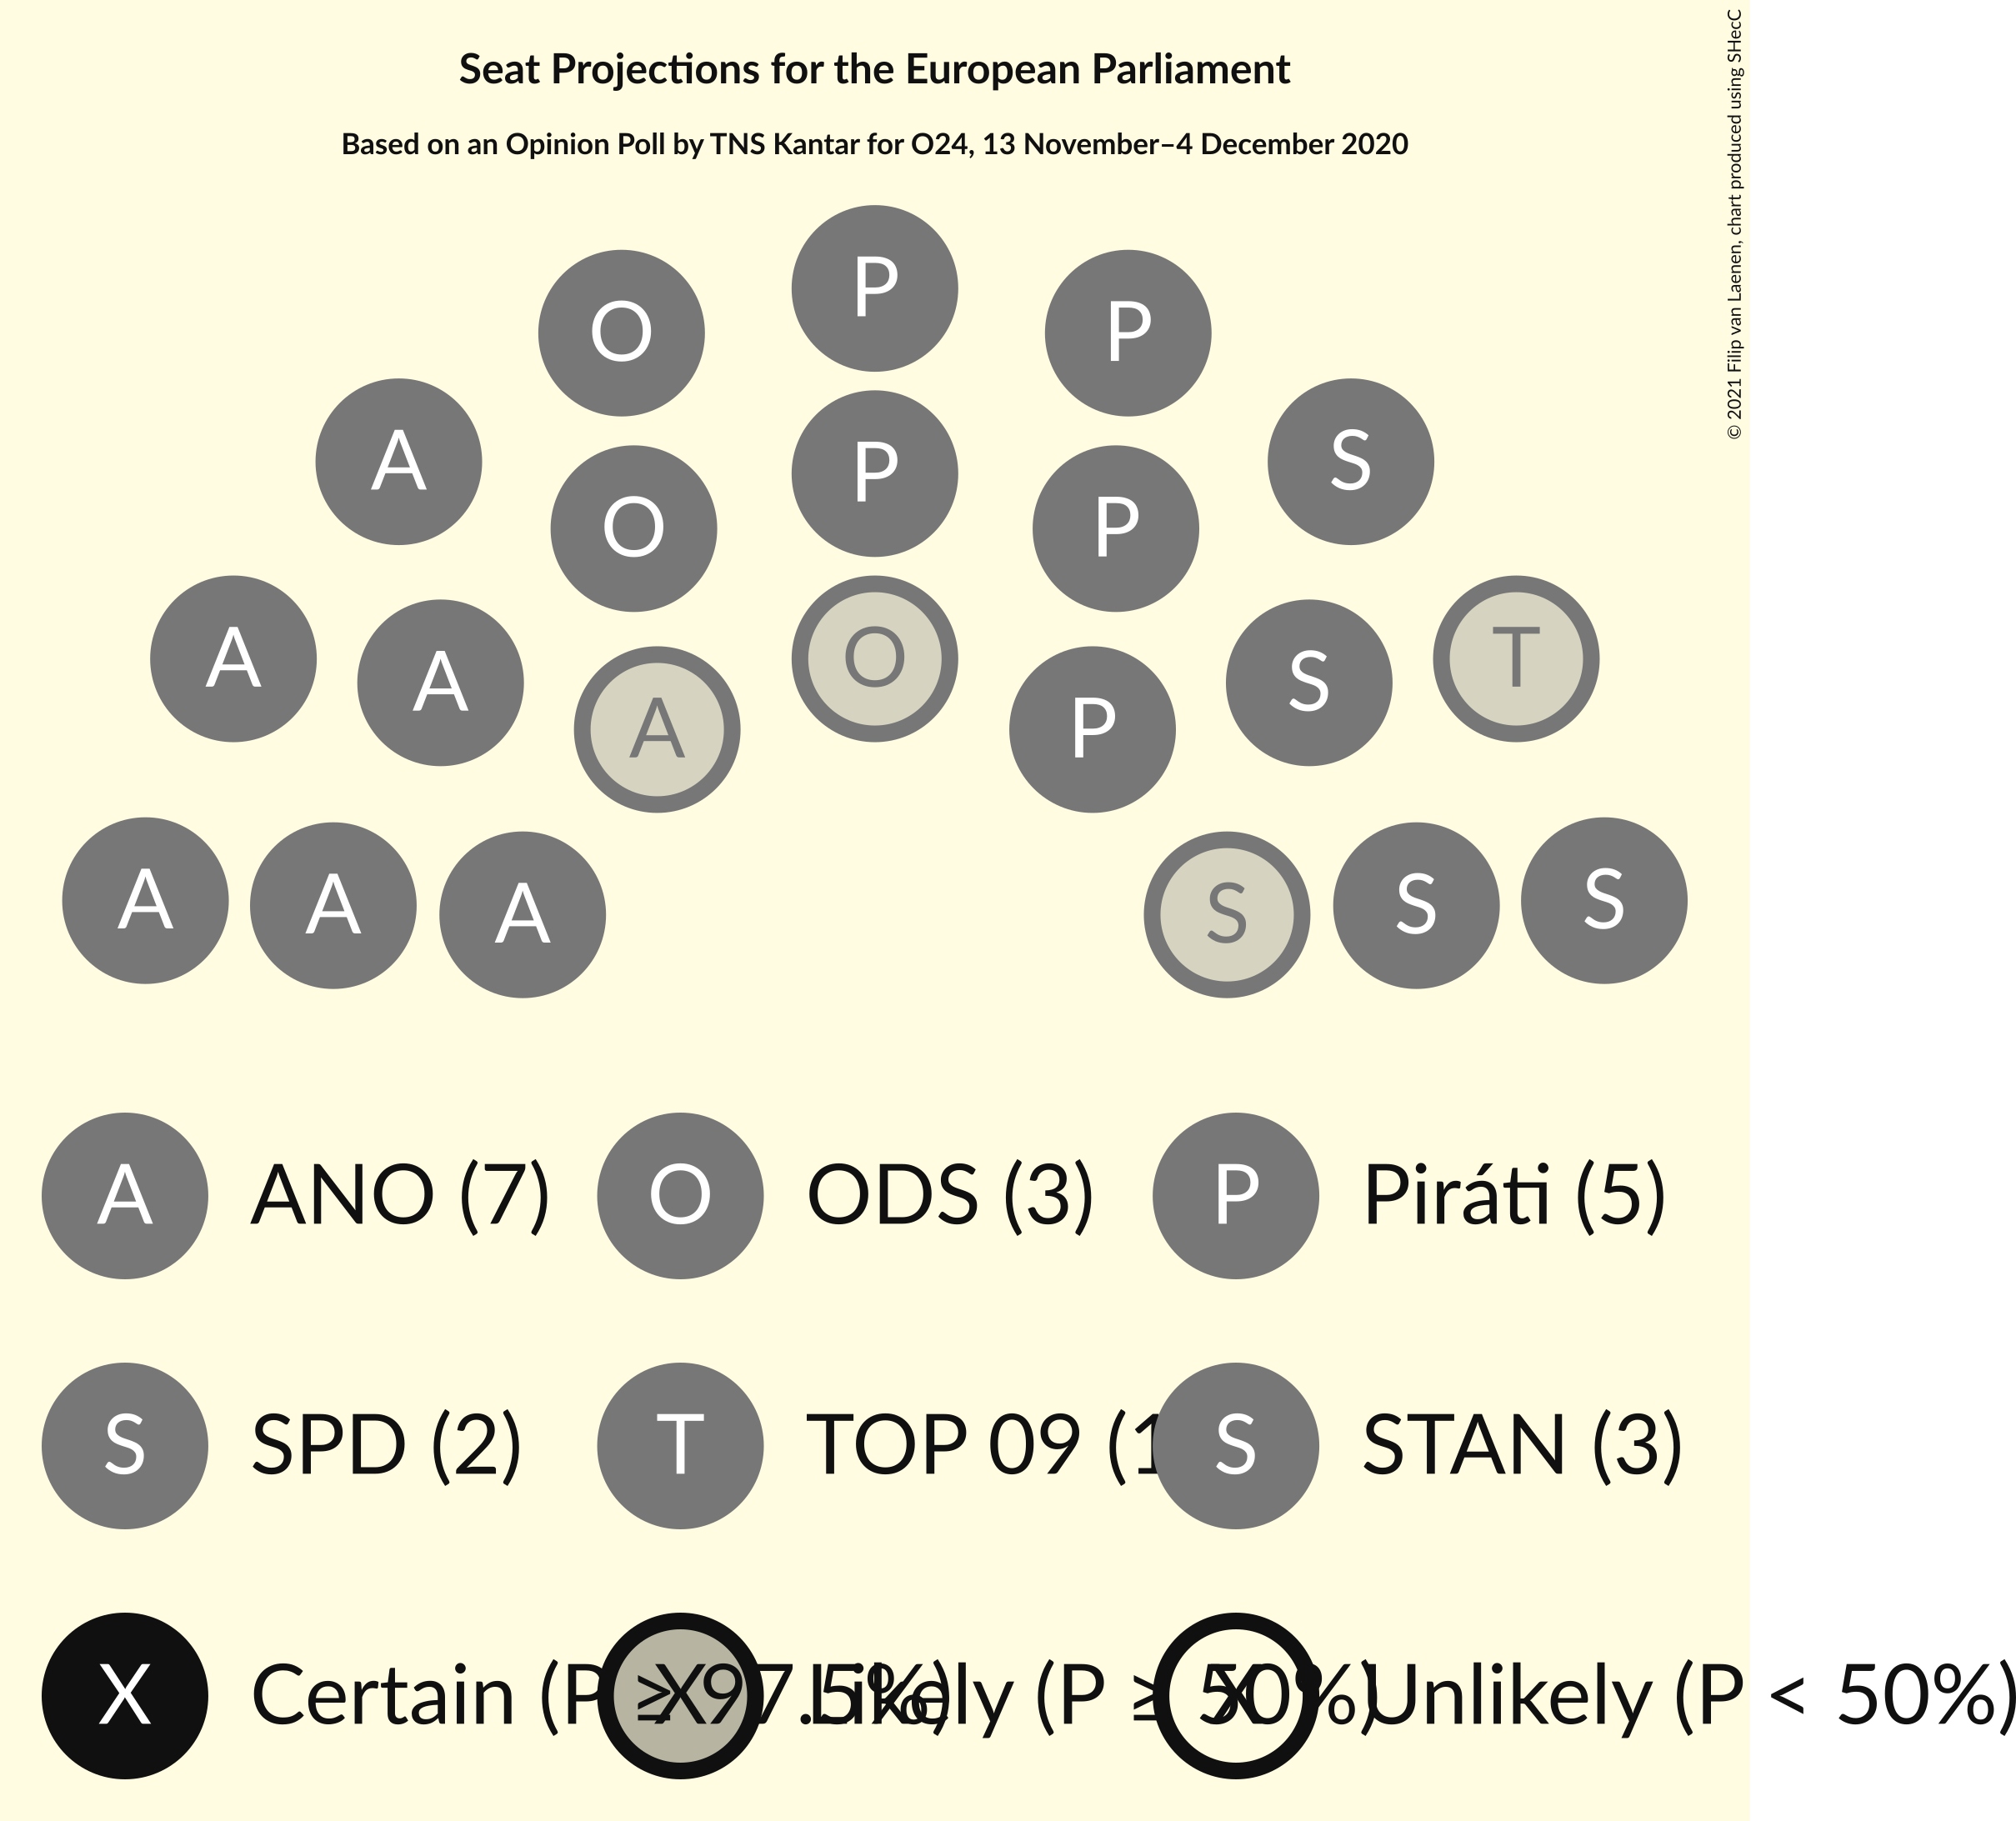 Seat Projections for the European Parliament
Based on an Opinion Poll by TNS Kantar for O24, 13 November–4 December 2020
© 2021 Filip van Laenen, chart produced using SHecC
P
O P
P
A S
O P
A O T
A S
A P
A A A S S S
A ANO (7) O ODS (3) P Piráti (5)
S SPD (2) T TOP 09 (1 S STAN (3)
X Certain (P ≥ 97.5%) X Likely (P ≥ 50%) X Unlikely (P < 50%)